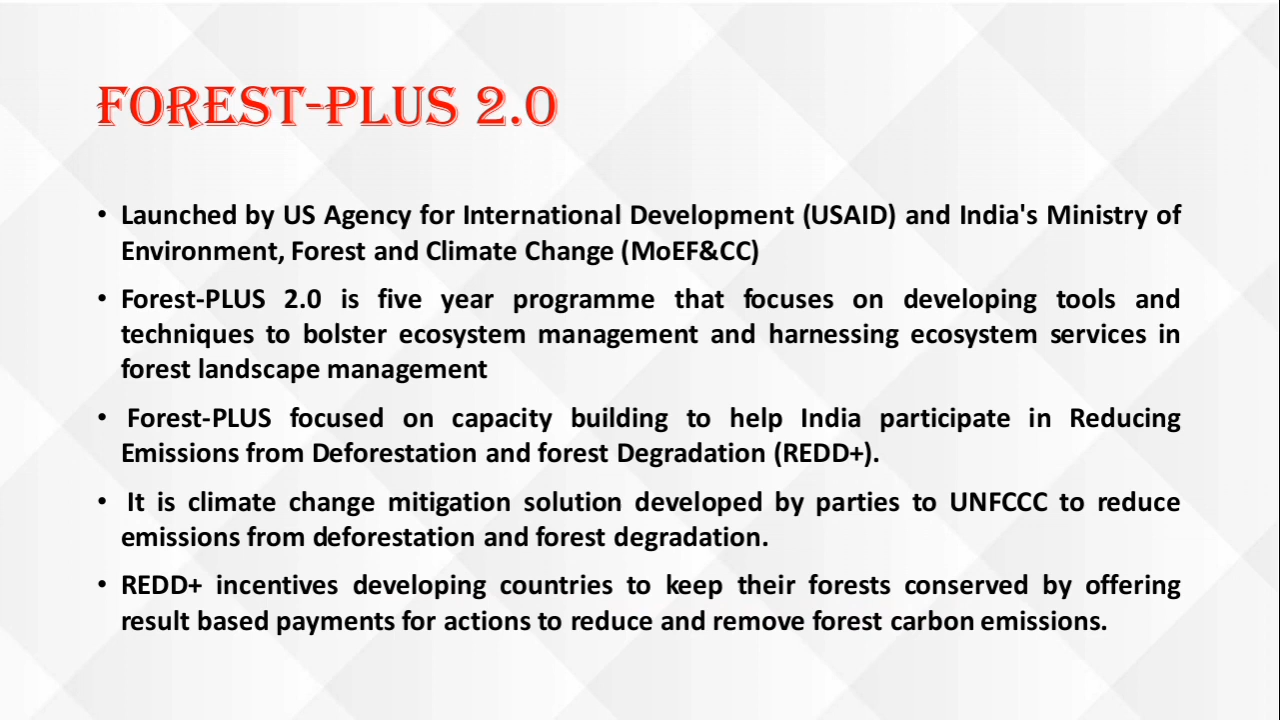 FOREST-PLUS 2.0
• Launched by US Agency for International Development (USAID) and India's Ministry of
Environment, Forest and Climate Change (MoEF&CC)
• Forest-PLUS 2.0 is five year programme that focuses on developing tools and
techniques to bolster ecosystem management and harnessing ecosystem services in
forest landscape management
• Forest-PLUS focused on capacity building to help India participate in Reducing
Emissions from Deforestation and forest Degradation (REDD+).
• It is climate change mitigation solution developed by parties to UNFCCC to reduce
emissions from deforestation and forest degradation.
• REDD+ incentives developing countries to keep their forests conserved by offering
result based payments for actions to reduce and remove forest carbon emissions.